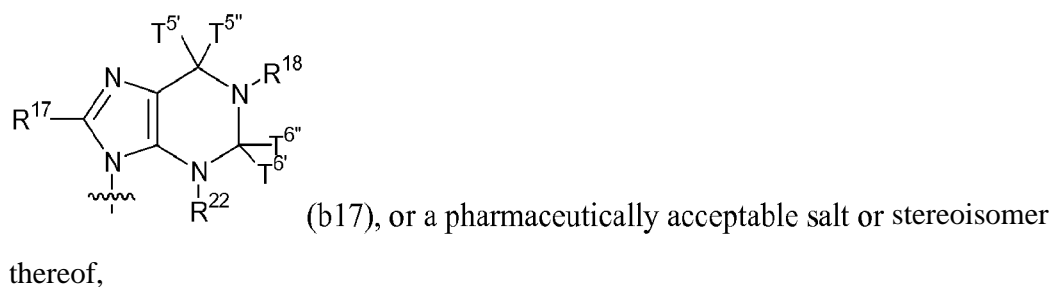 T5' T5"
N N R18
R17
N N T6"
T6'
R22
(b17), or a pharmaceutically acceptable salt or stereoisomer
thereof,